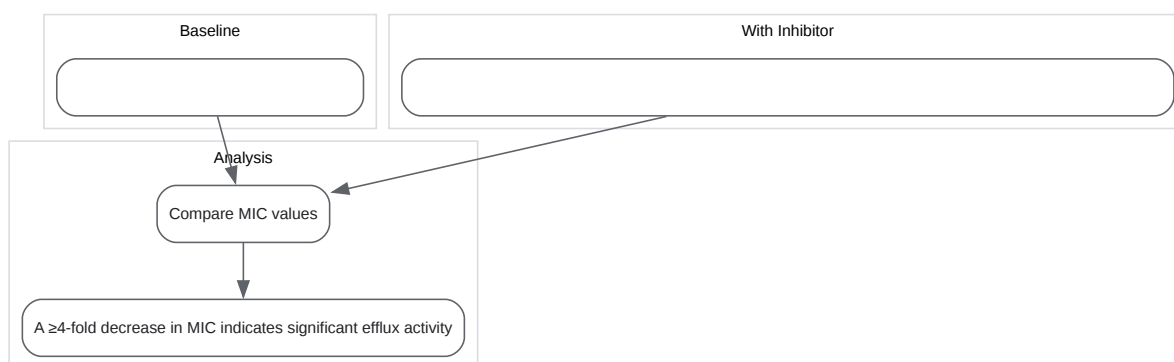 Baseline
With Inhibitor
Analysis
Compare MIC values
A ≥4-fold decrease in MIC indicates significant efflux activity